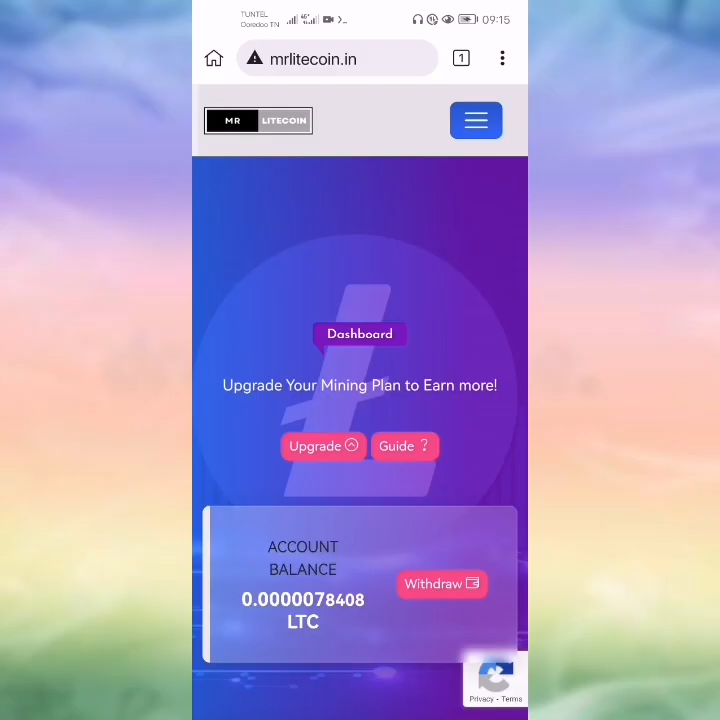 TUNTEL
Ooredoo TN
09:15
mrlitecoin.in
1
MR LITECOIN
Dashboard
Upgrade Your Mining Plan to Earn more!
Upgrade
Guide ?
ACCOUNT
BALANCE
0.0000078408
LTC
Withdraw
Privacy - Terms